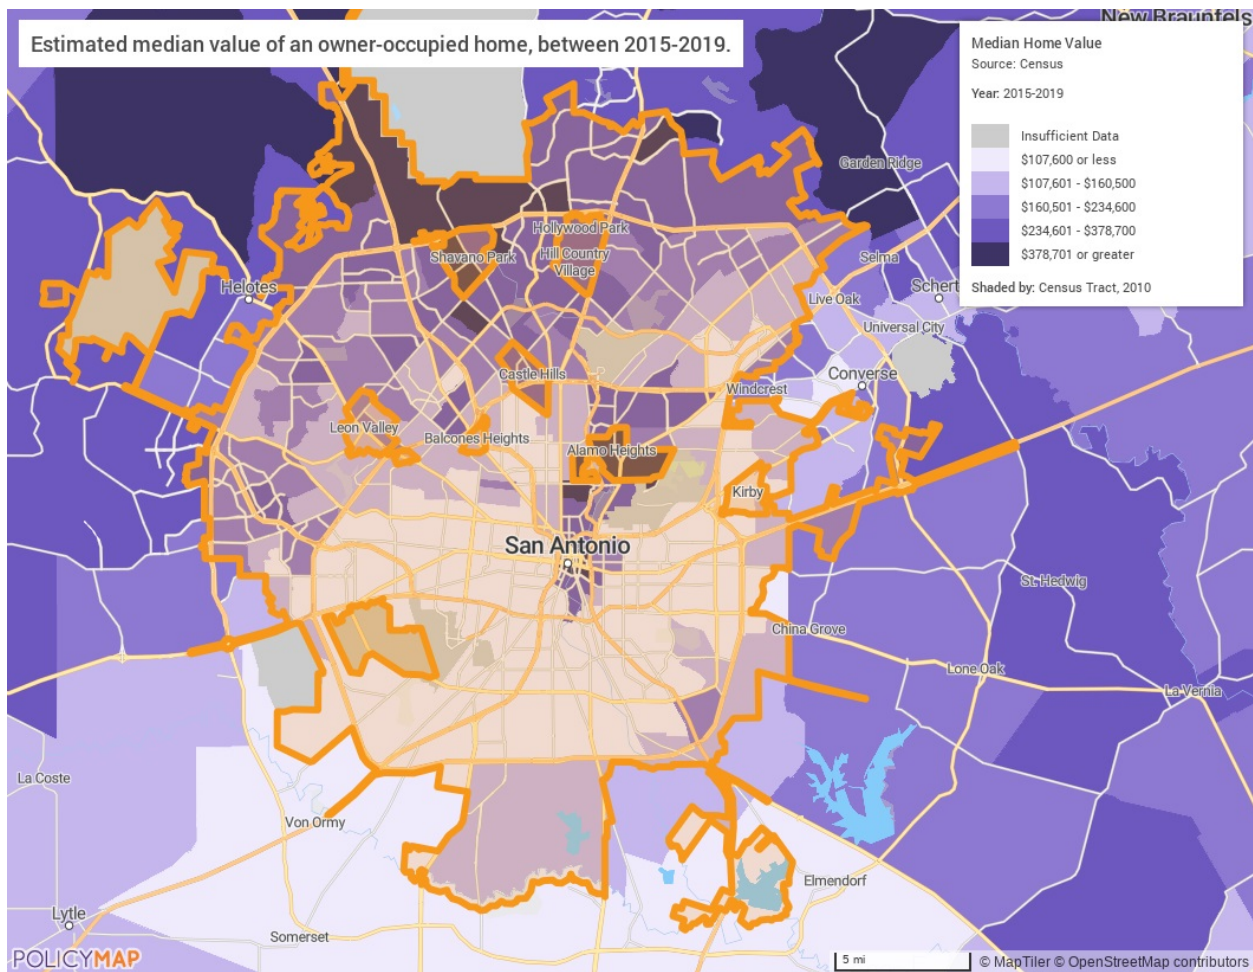 New Braunfels
Estimated median value of an owner-occupied home, between 2015-2019.
Median Home Value
Source: Census
Year: 2015-2019
Insufficient Data
$107,600 or less
$107,601 - $160,500
$160,501 - $234,600
$234,601 - $378,700
$378,701 or greater
Shaded by: Census Tract, 2010
Garden Ridge
Hollywood Park
Shavano Park
Hill Country
Village
Selma
Helotes
Schert
Live Oak
Universal City
Castle Hills
Converse
Windcrest
Leon Valley
Balcones Heights
Alamo Heights
Kirby
San Antonio
St. Hedwig
China Grove
Lone Oak
La Vernia
La Coste
Von Ormy
Elmendorf
Lytle
Somerset
POLICYMAP
5 mi
© MapTiler © OpenStreetMap contributors